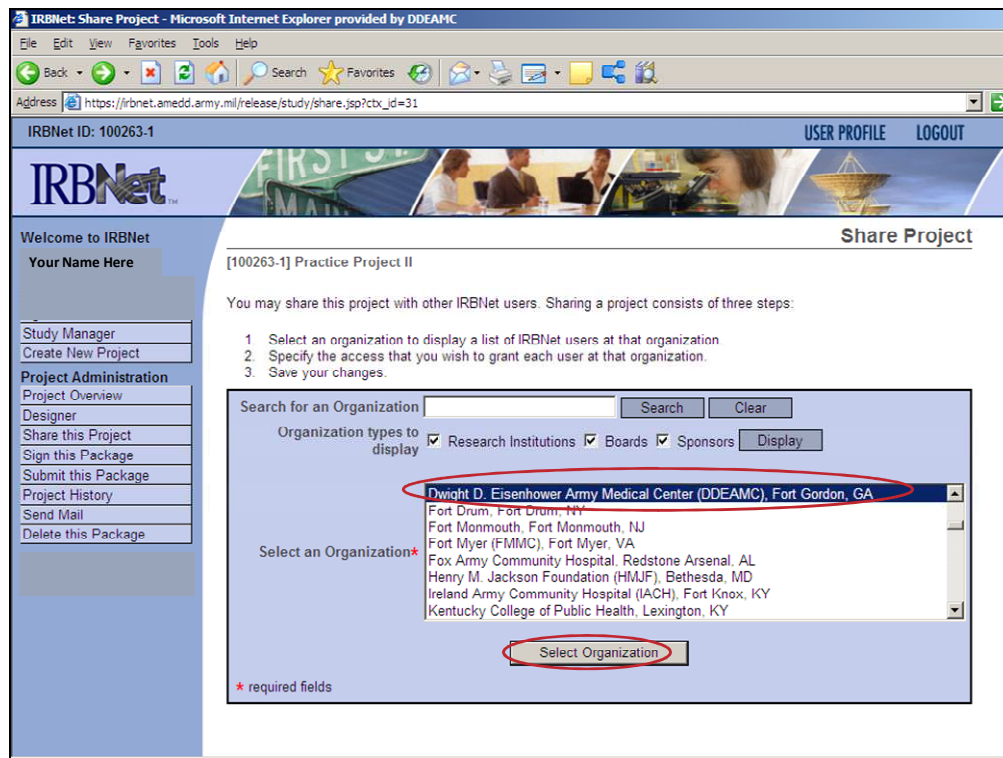 IRBNet: Share Project - Microsoft Internet Explorer provided by DDEAMC
File Edit View Favorites Tools Help
Back Search Favorites
Address https://irbnet.amedd.army.mil/release/study/share.jsp?ctx_id=31
IRBNet ID: 100263-1 USER PROFILE LOGOUT
FIRST ST
MAIN
IRBNet™
Welcome to IRBNet
Your Name Here
Study Manager
Create New Project
Project Administration
Project Overview
Designer
Share this Project
Sign this Package
Submit this Package
Project History
Send Mail
Delete this Package
Share Project
[100263-1] Practice Project II
You may share this project with other IRBNet users. Sharing a project consists of three steps:
1. Select an organization to display a list of IRBNet users at that organization.
2. Specify the access that you wish to grant each user at that organization.
3. Save your changes.
Search for an Organization Search Clear
Organization types to display Research Institutions Boards Sponsors Display
Select an Organization*
Dwight D. Eisenhower Army Medical Center (DDEAMC), Fort Gordon, GA
Fort Drum, Fort Drum, NY
Fort Monmouth, Fort Monmouth, NJ
Fort Myer (FMMC), Fort Myer, VA
Fox Army Community Hospital, Redstone Arsenal, AL
Henry M. Jackson Foundation (HMJF), Bethesda, MD
Ireland Army Community Hospital (IACH), Fort Knox, KY
Kentucky College of Public Health, Lexington, KY
Select Organization
* required fields